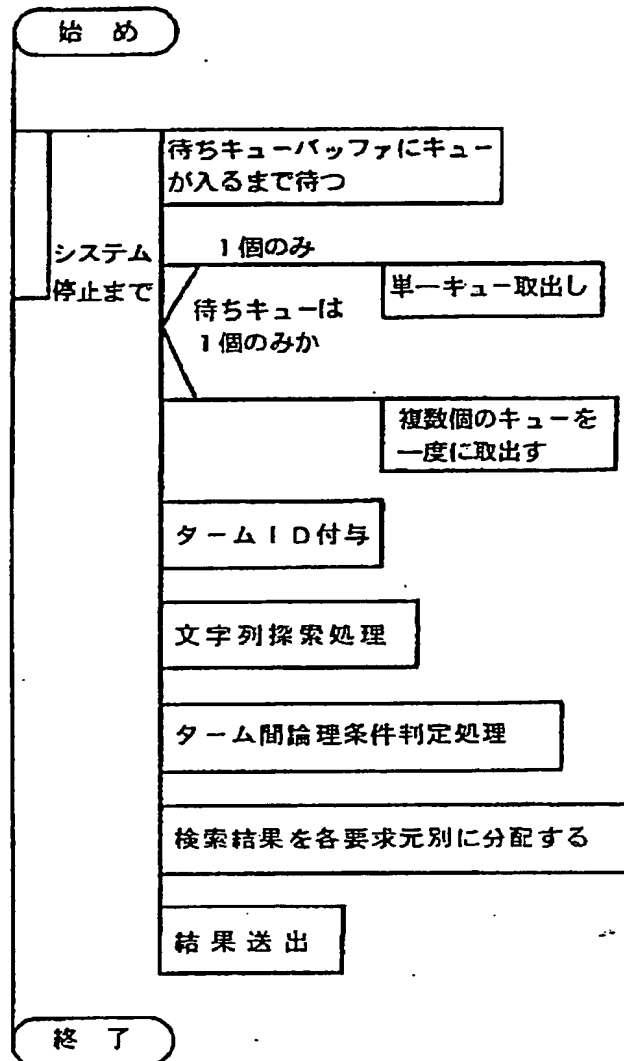 始め
待ちキューバッファにキュー
が入るまで待つ
システム
停止まで
1個のみ
待ちキューは
1個のみか
単一キュー取出し
複数個のキューを
一度に取出す
タームID付与
文字列探索処理
ターム間論理条件判定処理
検索結果を各要求元別に分配する
結果送出
終了